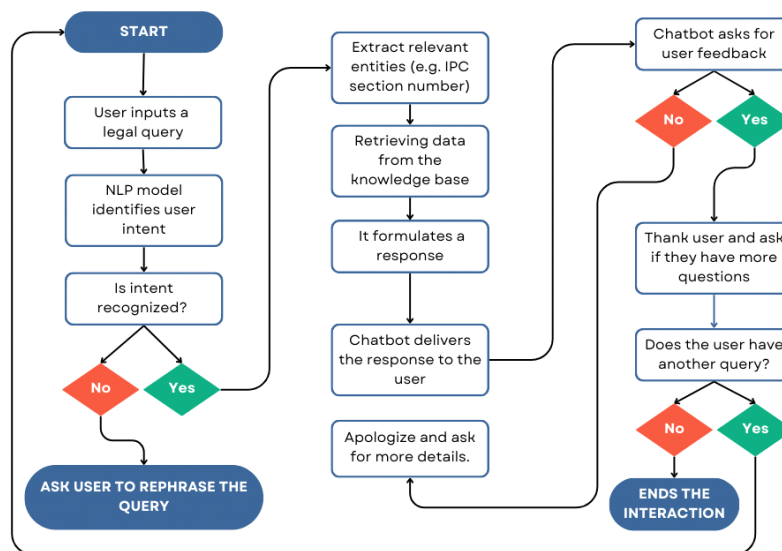 START
User inputs a
legal query
NLP model
identifies user
intent
Is intent
recognized?
No
Yes
ASK USER TO REPHRASE THE
QUERY
Extract relevant
entities (e.g. IPC
section number)
Retrieving data
from the
knowledge base
It formulates a
response
Chatbot delivers
the response to the
user
Apologize and ask
for more details.
Chatbot asks for
user feedback
No
Yes
Thank user and ask
if they have more
questions
Does the user have
another query?
No
Yes
ENDS THE
INTERACTION